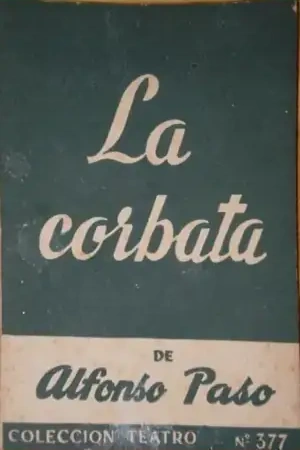 La
corbata
DE
Alfonso Paso
COLECCION TEATRO Nº 377